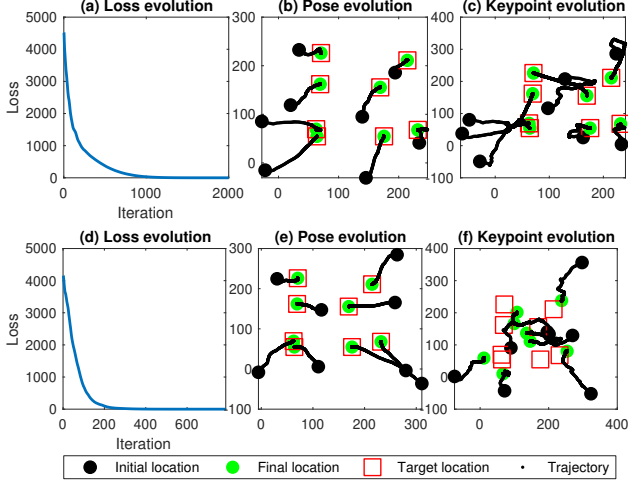 (a) Loss evolution
5000
4000
3000
2000
1000
0
0 1000 2000
Loss
Iteration
(b) Pose evolution
300
200
100
0
0 100 200
(c) Keypoint evolution
400
300
200
100
0
-100
0 100 200
(d) Loss evolution
5000
4000
3000
2000
1000
0
0 200 400 600
Loss
Iteration
(e) Pose evolution
300
200
100
0
-100
0 100 200 300
(f) Keypoint evolution
400
300
200
100
0
-100
0 200 400
Initial location Final location Target location Trajectory